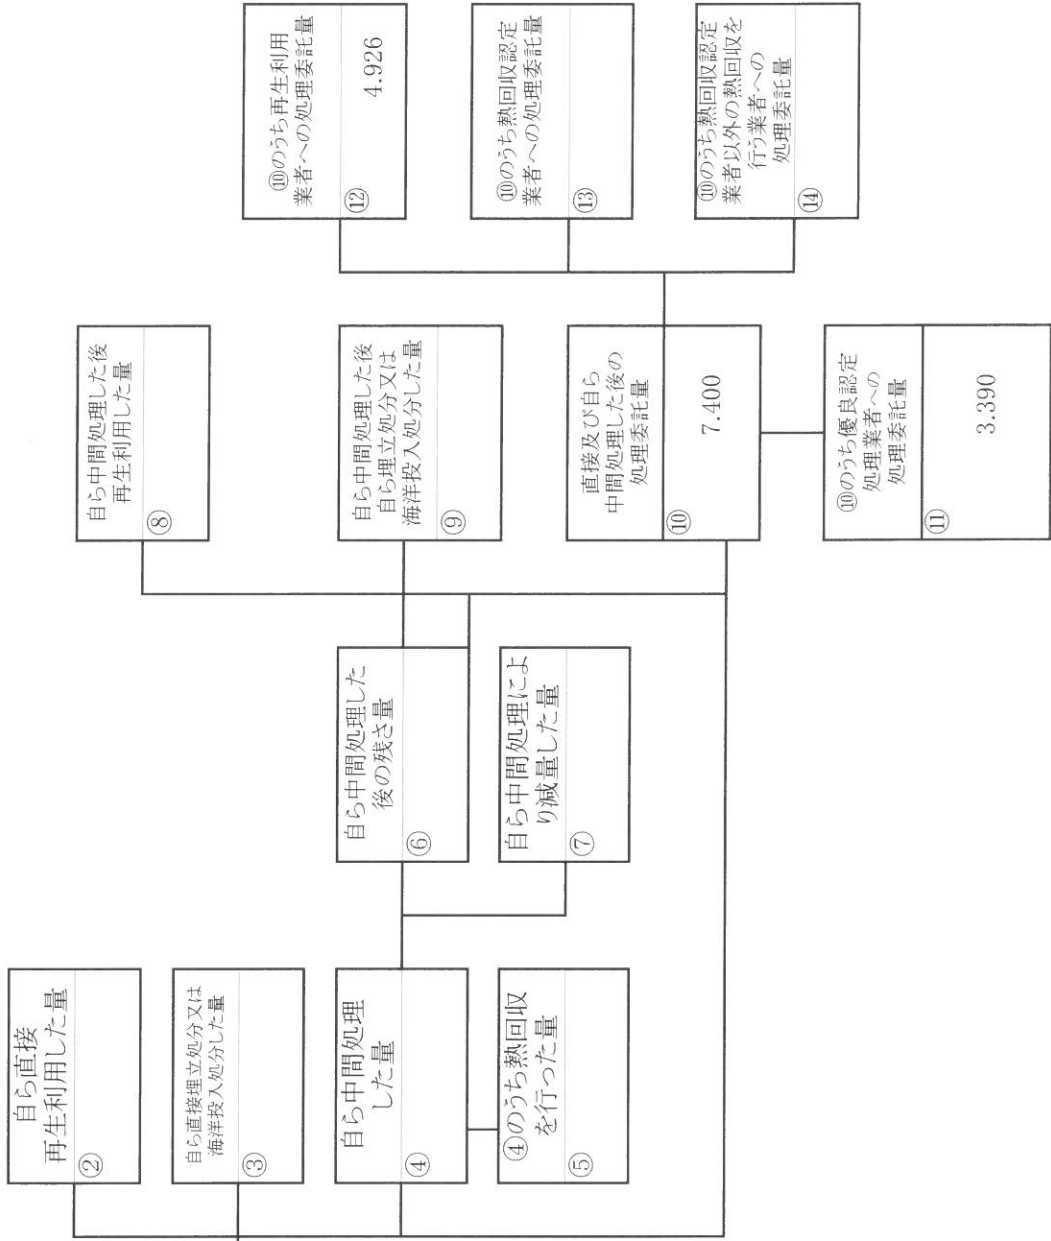 自ら直接
再生利用した量
②
自ら直接埋立処分又は
海洋投入処分した量
③
自ら中間処理
した量
④
④のうち熱回収
を行った量
⑤
自ら中間処理した
後の残さ量
⑥
自ら中間処理によ
り減量した量
⑦
自ら中間処理した後
再生利用した量
⑧
自ら中間処理した後
自ら埋立処分又は
海洋投入処分した量
⑨
直接及び自ら
中間処理した後の
処理委託量
⑩
7.400
⑩のうち優良認定
処理業者への
処理委託量
⑪
3.390
⑩のうち再生利用
業者への処理委託量
⑫
4.926
⑩のうち熱回収認定
業者への処理委託量
⑬
⑩のうち熱回収認定
業者以外の熱回収を
行う業者への
処理委託量
⑭